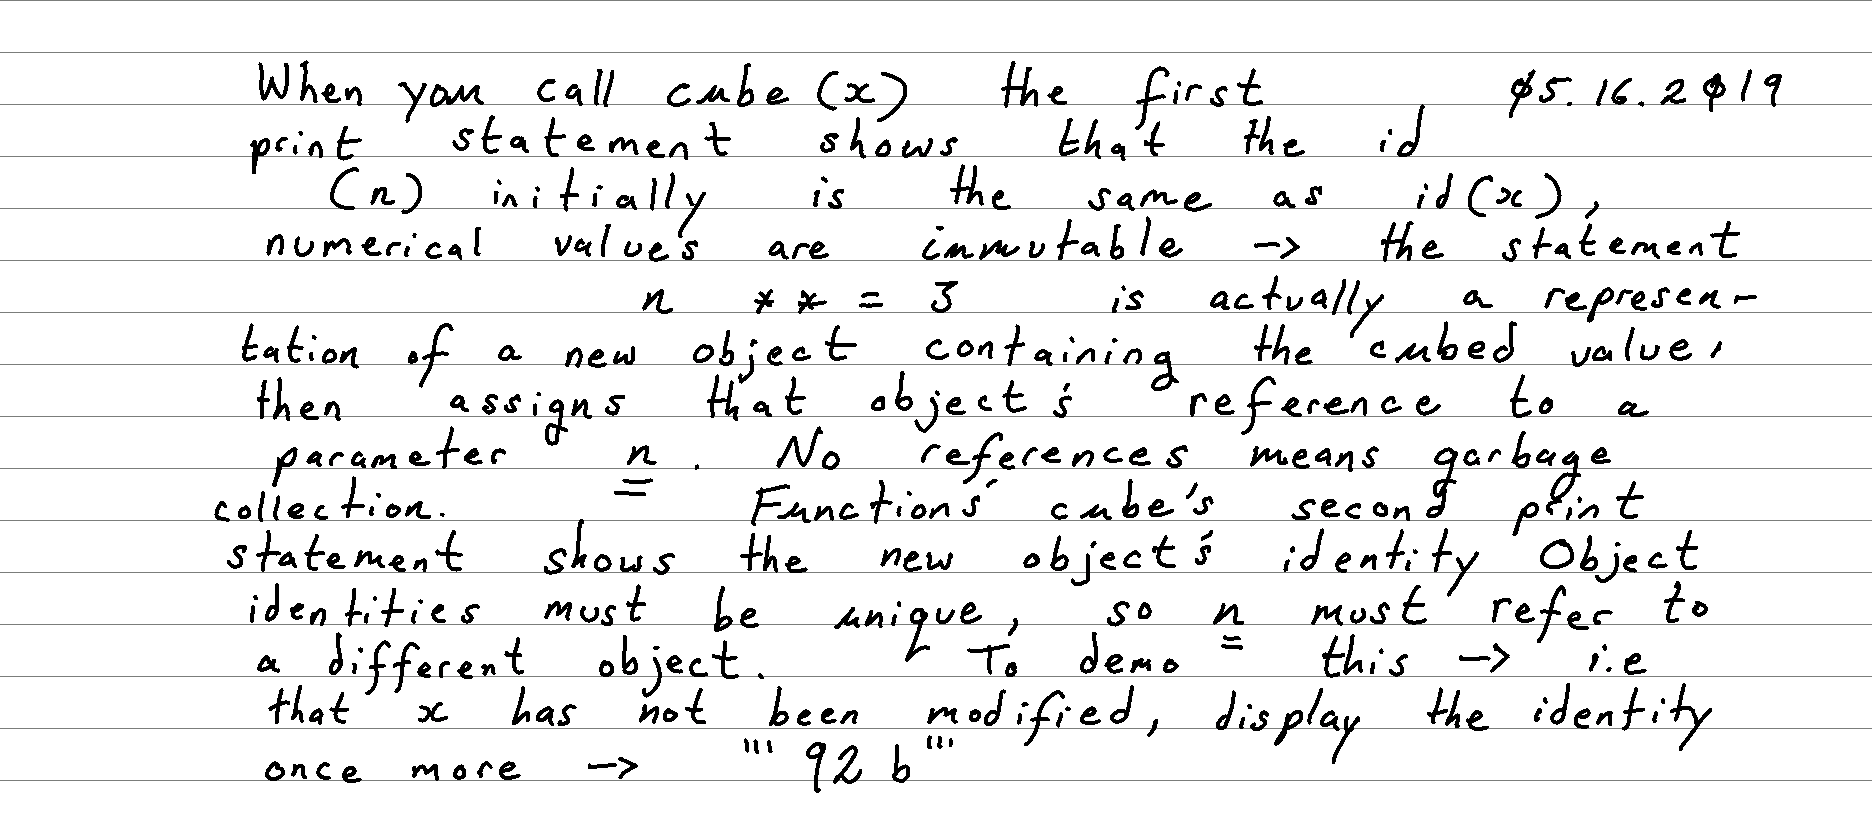 When you call cube (x) the first ø5.16.2ø19
print statement shows that the id
(n) initially is the same as id(x),
numerical values are immutable -> the statement
n ** = 3 is actually a represen-
tation of a new object containing the cubed value,
then assigns that object's reference to a
parameter n. No references means garbage
collection. Functions' cube's second print
statement shows the new object's identity Object
identities must be unique, so n must refer to
a different object. To demo this -> i.e
that x has not been modified, display the identity
once more -> ''' 92 b '''